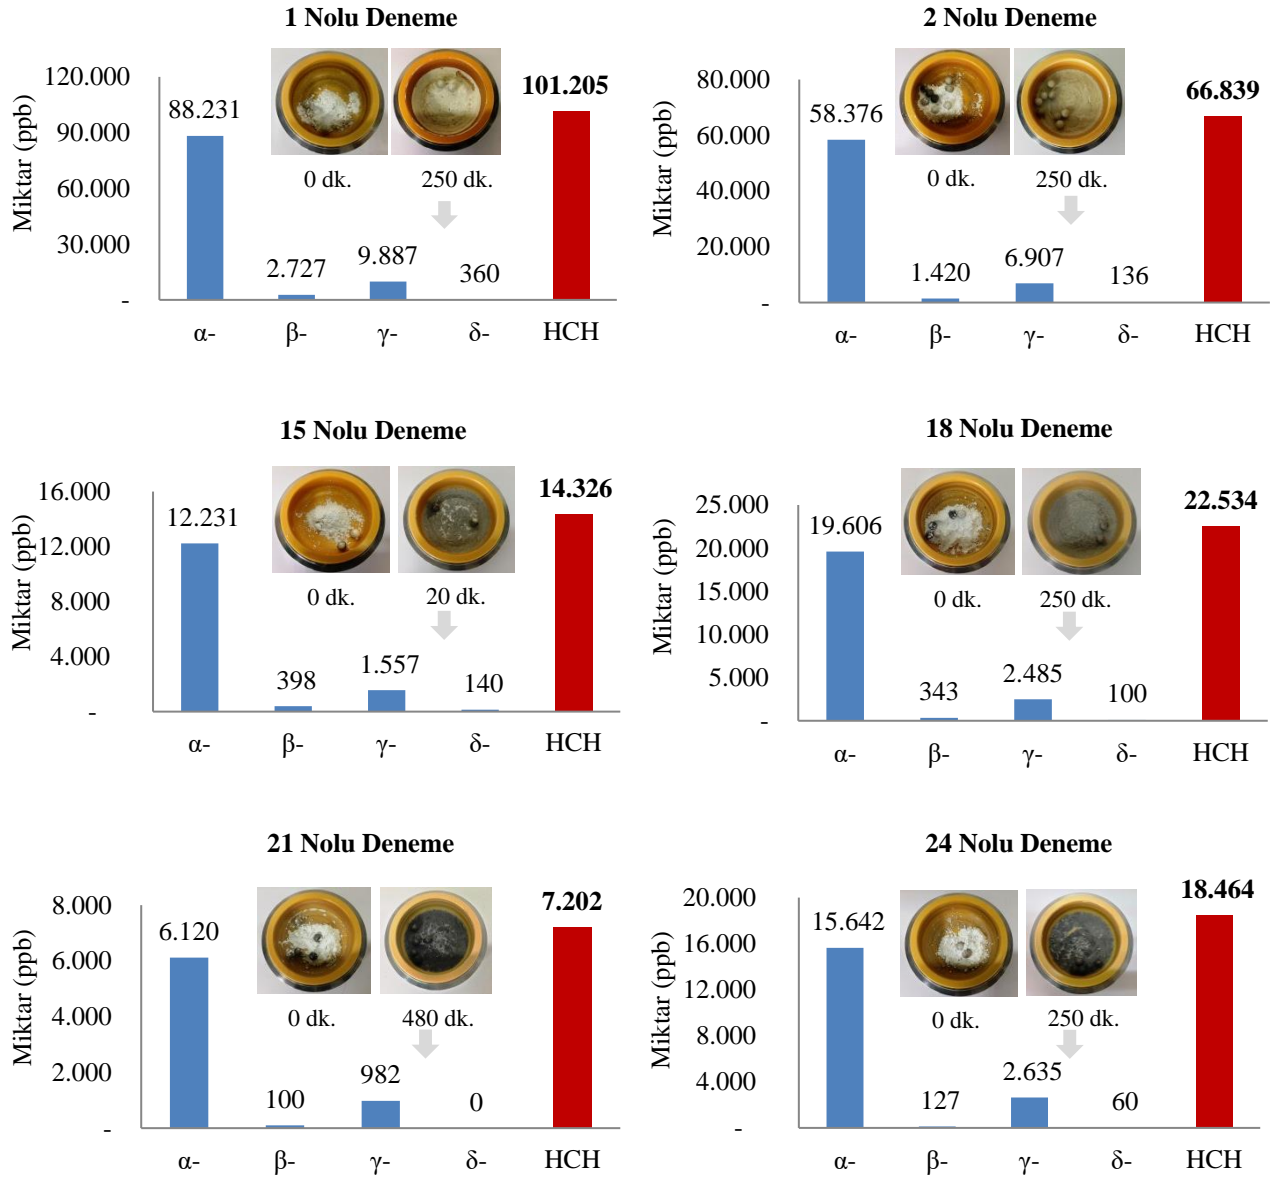 1 Nolu Deneme
Miktar (ppb)
120.000
90.000
60.000
30.000
-
88.231
2.727
9.887
360
101.205
0 dk.
250 dk.
α-
β-
γ-
δ-
HCH
2 Nolu Deneme
Miktar (ppb)
80.000
60.000
40.000
20.000
-
58.376
1.420
6.907
136
66.839
0 dk.
250 dk.
α-
β-
γ-
δ-
HCH
15 Nolu Deneme
Miktar (ppb)
16.000
12.000
8.000
4.000
-
12.231
398
1.557
140
14.326
0 dk.
20 dk.
α-
β-
γ-
δ-
HCH
18 Nolu Deneme
Miktar (ppb)
25.000
20.000
15.000
10.000
5.000
-
19.606
343
2.485
100
22.534
0 dk.
250 dk.
α-
β-
γ-
δ-
HCH
21 Nolu Deneme
Miktar (ppb)
8.000
6.000
4.000
2.000
-
6.120
100
982
0
7.202
0 dk.
480 dk.
α-
β-
γ-
δ-
HCH
24 Nolu Deneme
Miktar (ppb)
20.000
16.000
12.000
8.000
4.000
-
15.642
127
2.635
60
18.464
0 dk.
250 dk.
α-
β-
γ-
δ-
HCH